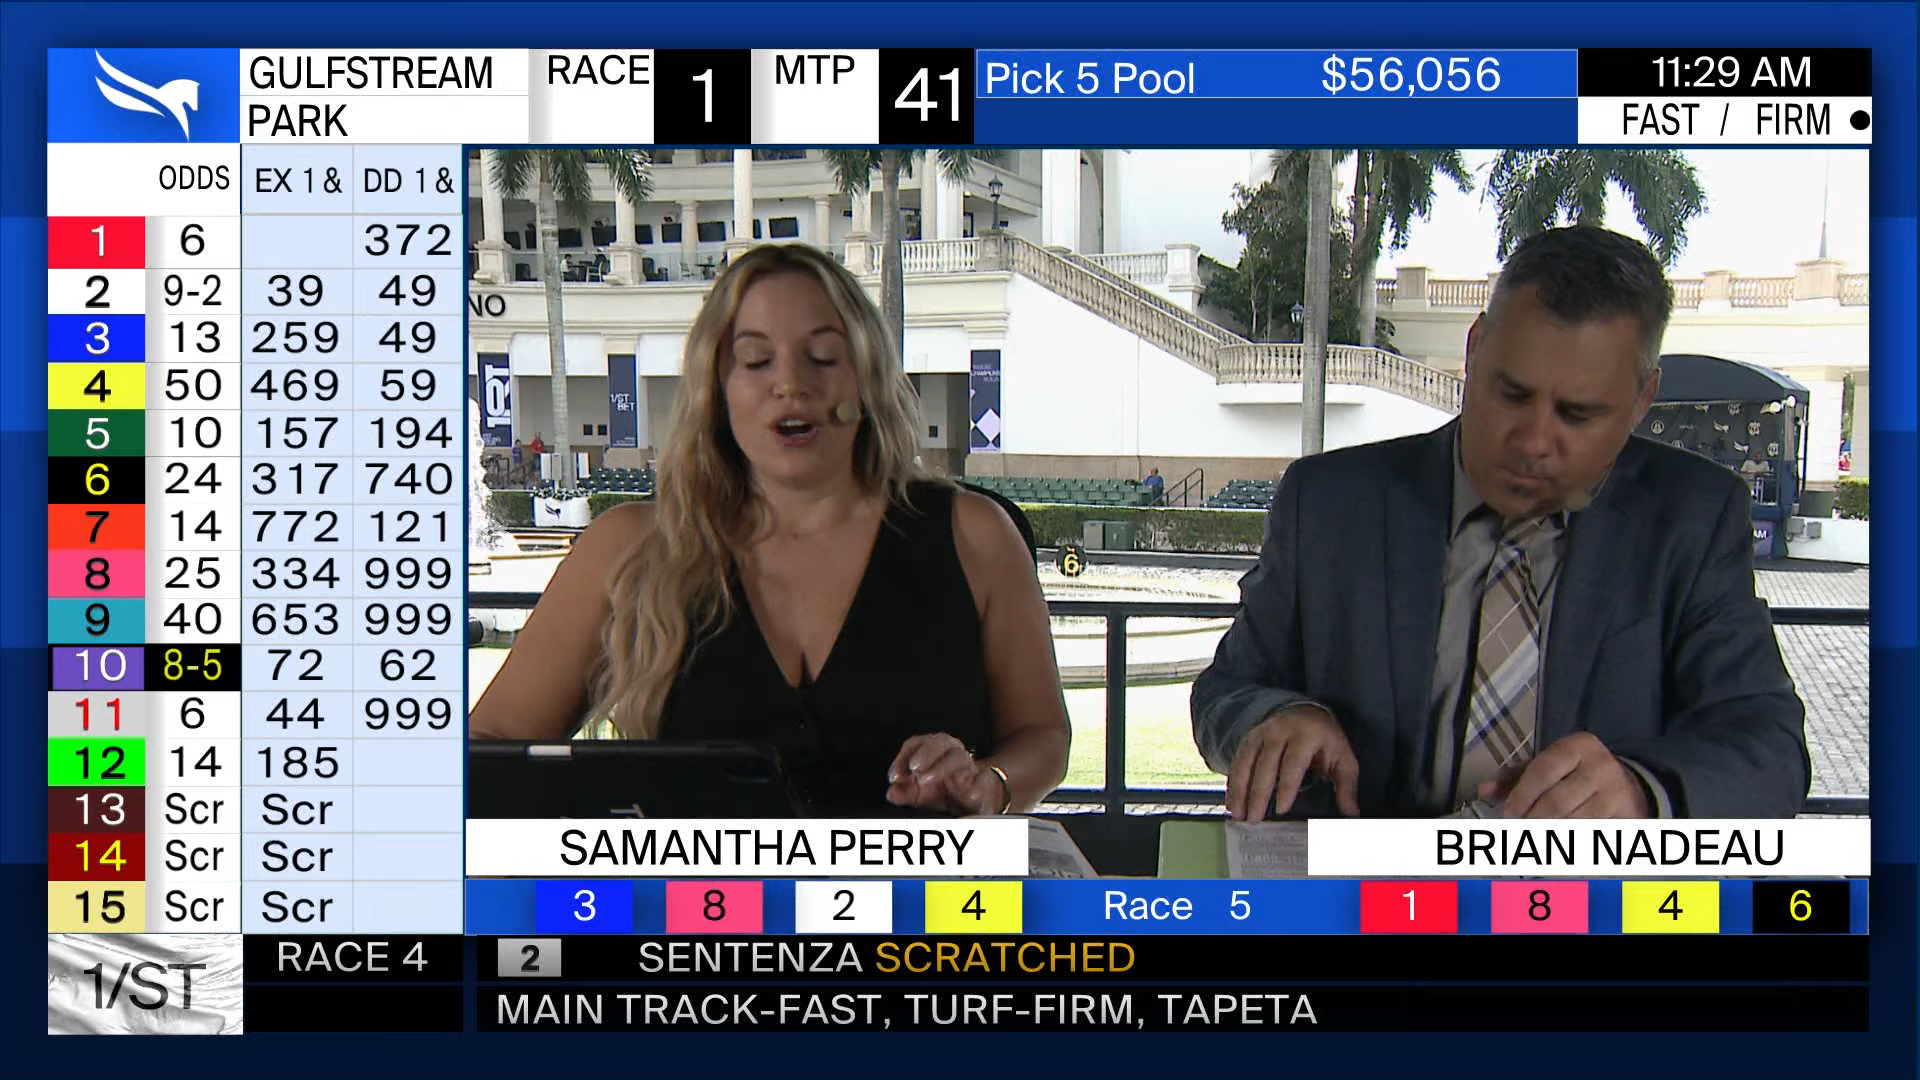 GULFSTREAM PARK RACE 1 MTP 41 Pick 5 Pool $56,056 11:29 AM
FAST / FIRM
ODDS EX 1 & DD 1 &
1 6 372
2 9-2 39 49
3 13 259 49
4 50 469 59
5 10 157 194
6 24 317 740
7 14 772 121
8 25 334 999
9 40 653 999
10 8-5 72 62
11 6 44 999
12 14 185
13 Scr Scr
14 Scr Scr
15 Scr Scr
NO
1/ST
BET
6
SAMANTHA PERRY
BRIAN NADEAU
3 8 2 4 Race 5 1 8 4 6
1/ST
RACE 4 2 SENTENZA SCRATCHED
MAIN TRACK-FAST, TURF-FIRM, TAPETA